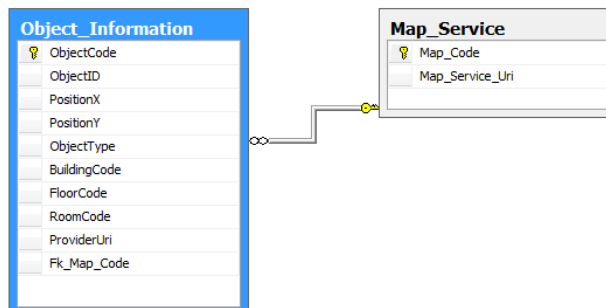 Object_Information
ObjectCode
ObjectID
PositionX
PositionY
ObjectType
BuildingCode
FloorCode
RoomCode
ProviderUri
Fk_Map_Code
Map_Service
Map_Code
Map_Service_Uri